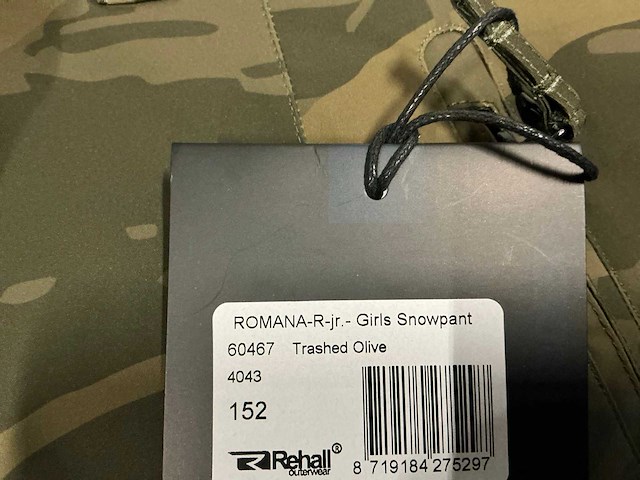 ROMANA-R-jr.- Girls Snowpant
60467 Trashed Olive
4043
152
Rehall®
outerwear
8 719184 275297